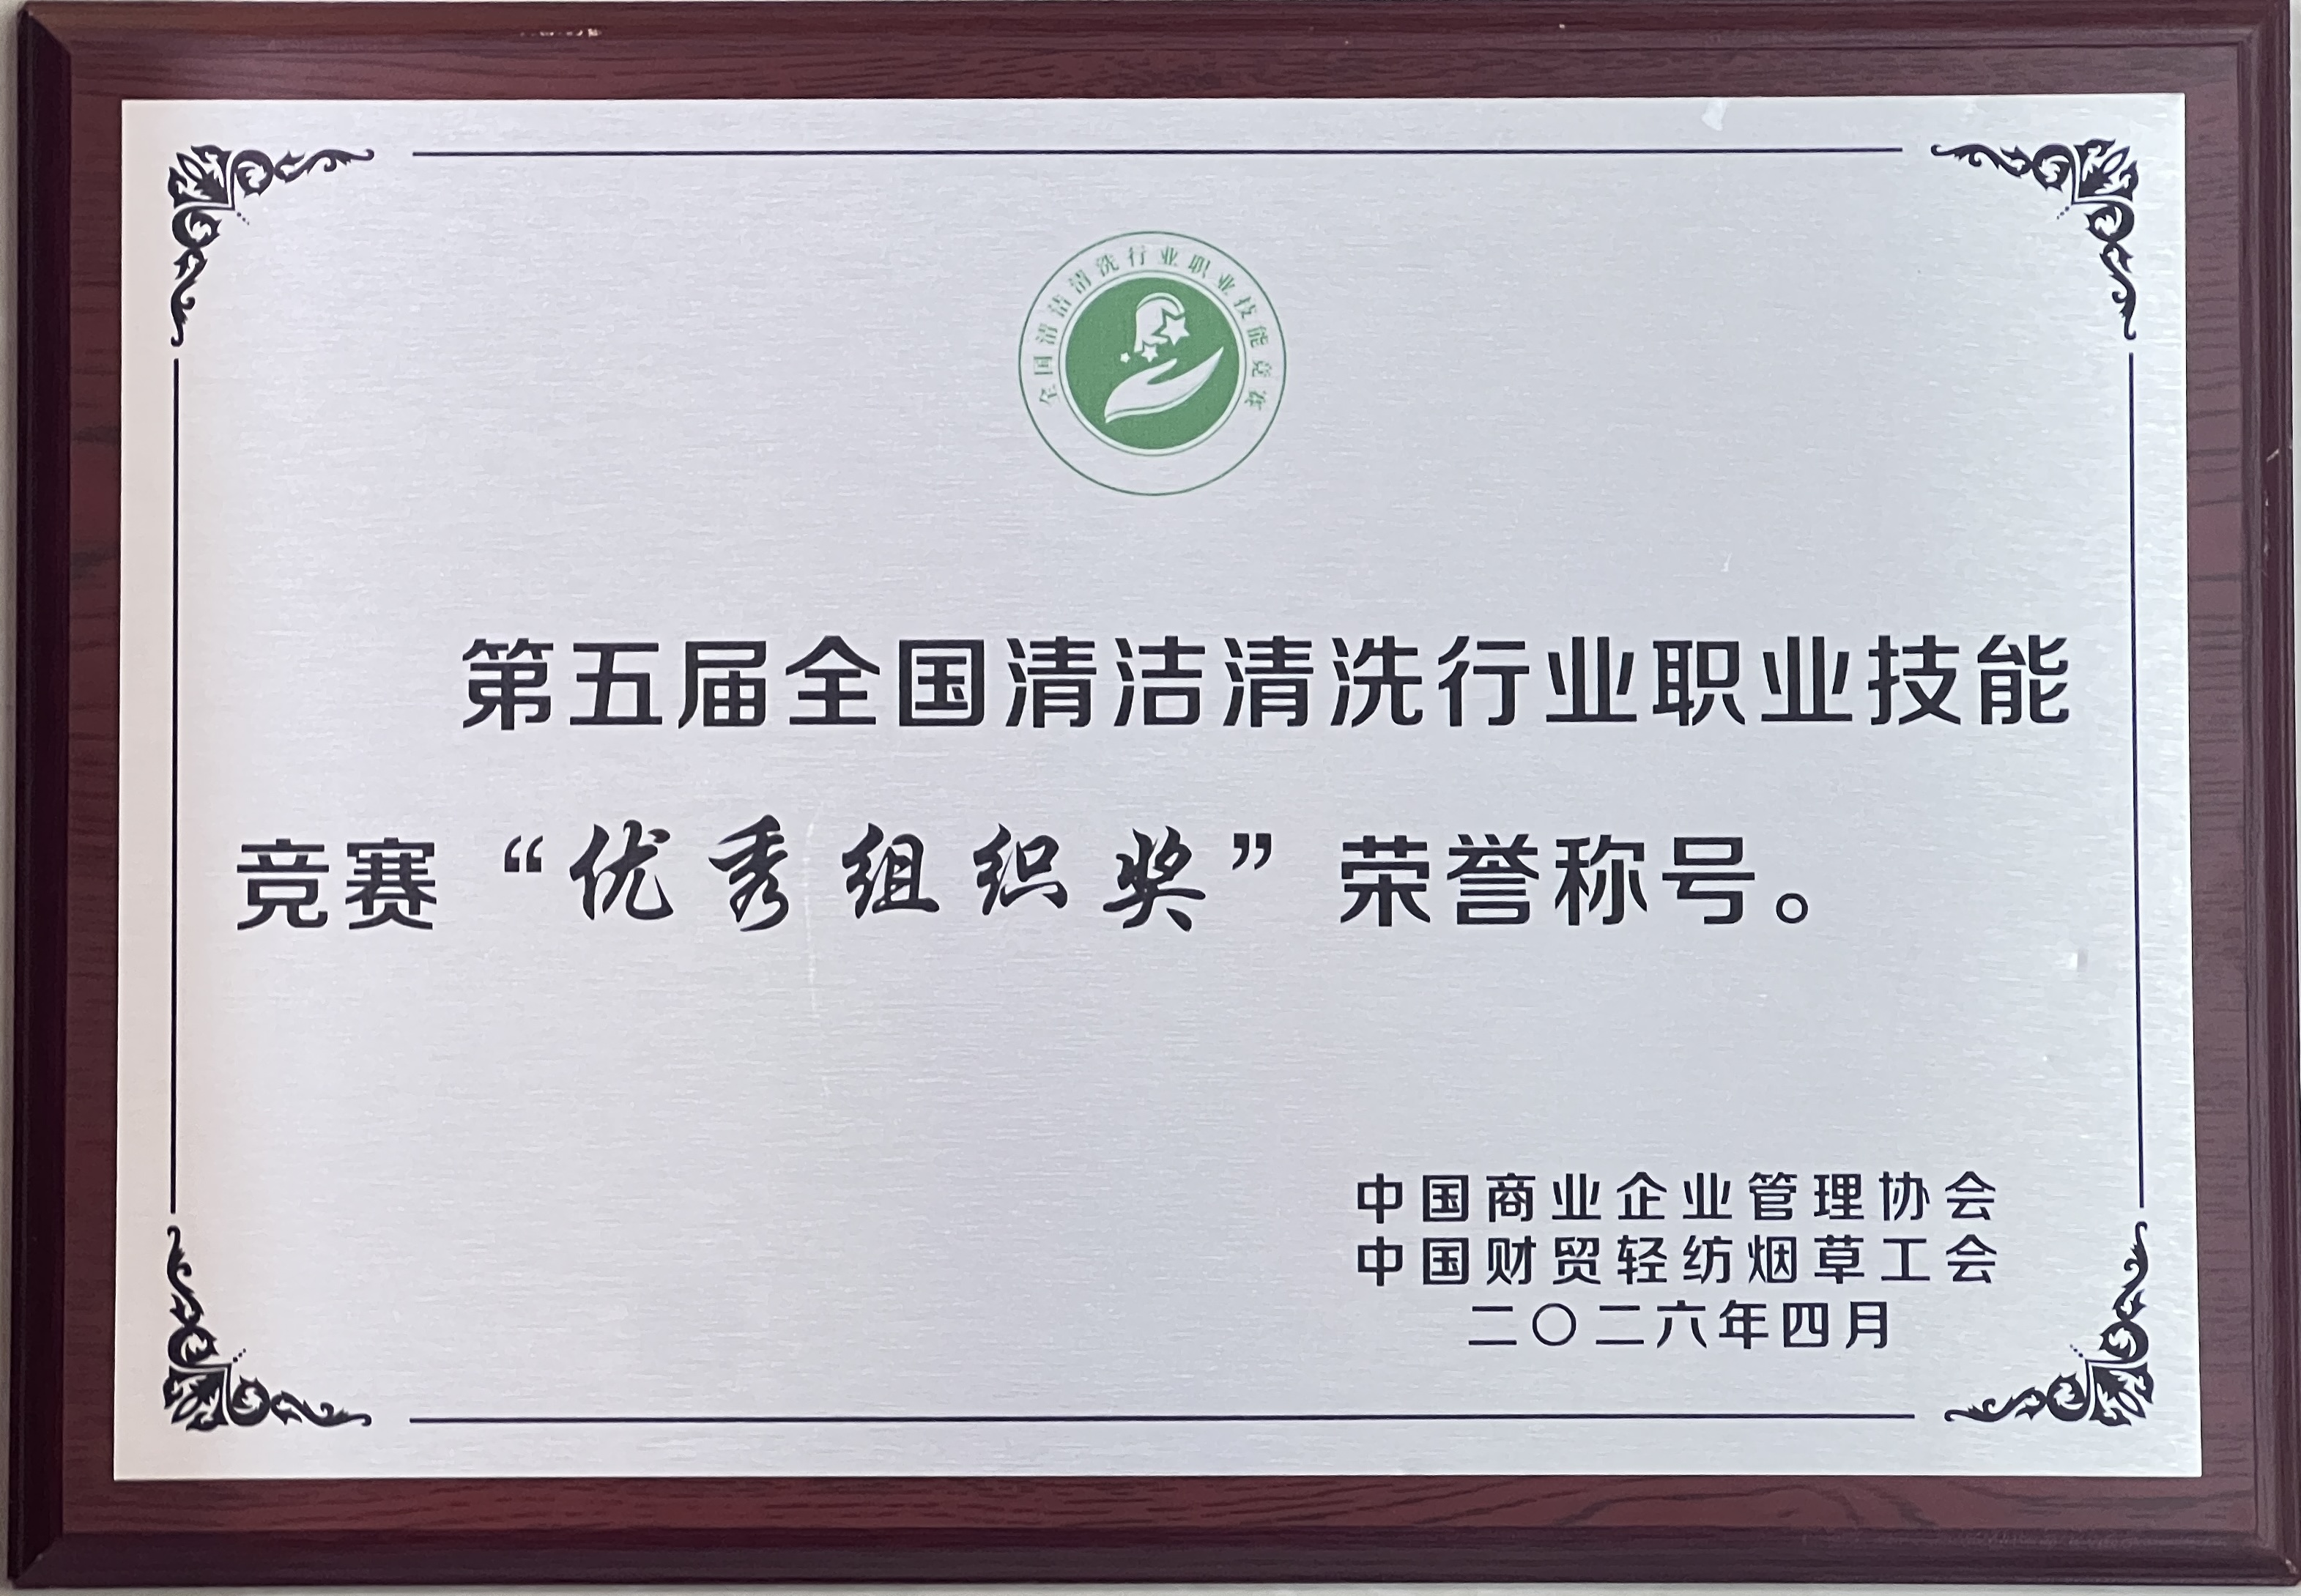 全国清洁清洗行业职业技能竞赛
第五届全国清洁清洗行业职业技能
竞赛“优秀组织奖”荣誉称号。
中国商业企业管理协会
中国财贸轻纺烟草工会
二〇二六年四月